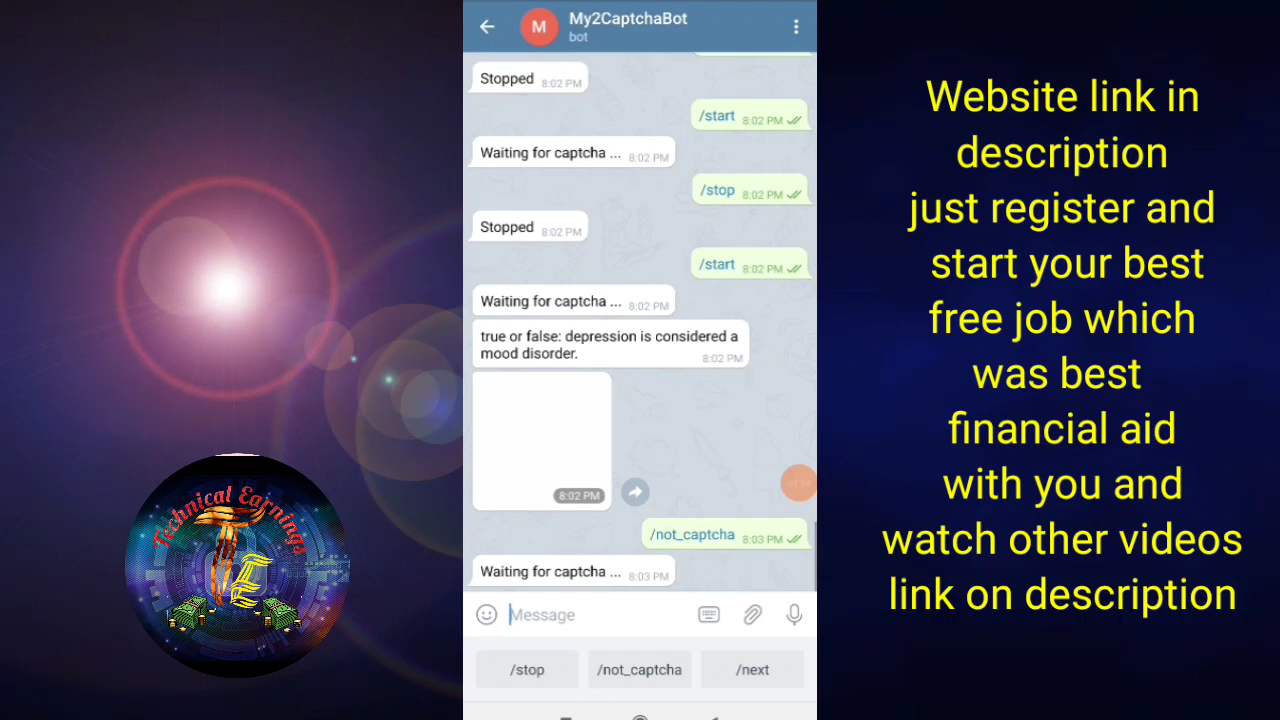 M
My2CaptchaBot
bot
Stopped 8:02 PM
/start 8:02 PM
Waiting for captcha ... 8:02 PM
/stop 8:02 PM
Stopped 8:02 PM
/start 8:02 PM
Waiting for captcha ... 8:02 PM
true or false: depression is considered a
mood disorder. 8:02 PM
8:02 PM
/not_captcha 8:03 PM
Waiting for captcha ... 8:03 PM
Message
/stop /not_captcha /next
Technical Earnings
TE
Website link in
description
just register and
start your best
free job which
was best
financial aid
with you and
watch other videos
link on description